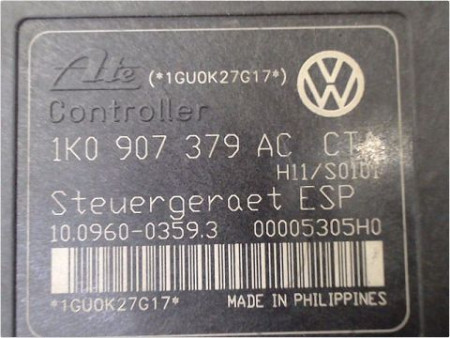 Ate (*1GU0K27G17*)
Controller
1K0 907 379 AC
H11/S0101
Steuergeraet ESP
10.0960-0359.3 00005305H0
*1GU0K27G17* MADE IN PHILIPPINES